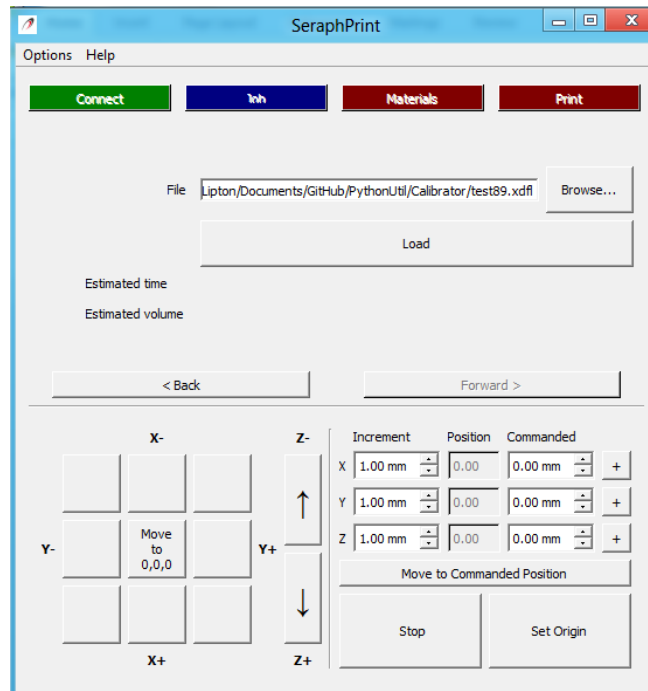 SeraphPrint
Options Help
Connect Job Materials Print
File Lipton/Documents/GitHub/PythonUtil/Calibrator/test89.xdfl Browse...
Load
Estimated time
Estimated volume
< Back Forward >
X- Z- Increment Position Commanded
X 1.00 mm 0.00 0.00 mm +
Y 1.00 mm 0.00 0.00 mm +
Y- Move to 0,0,0 Y+ Z 1.00 mm 0.00 0.00 mm +
Move to Commanded Position
Stop Set Origin
X+ Z+